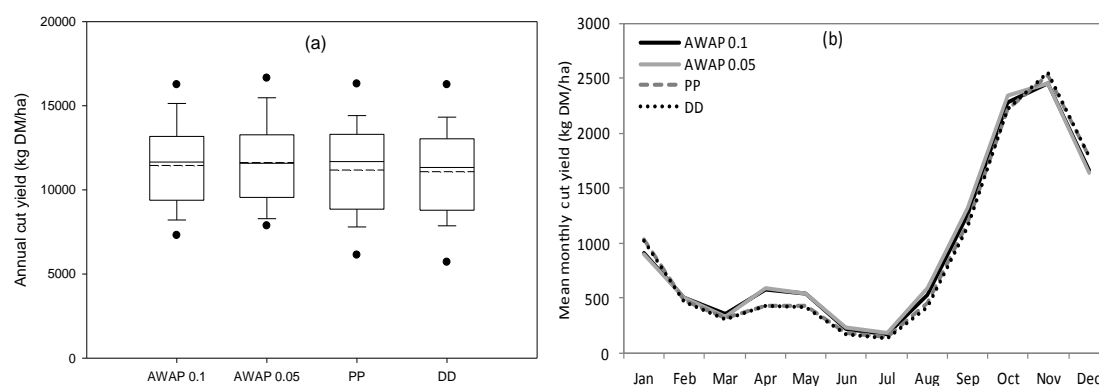 (a)
Annual cut yield (kg DM/ha)
20000
15000
10000
5000
0
AWAP 0.1 AWAP 0.05 PP DD
(b)
Mean monthly cut yield (kg DM/ha)
3000
2500
2000
1500
1000
500
0
AWAP 0.1
AWAP 0.05
PP
DD
Jan Feb Mar Apr May Jun Jul Aug Sep Oct Nov Dec